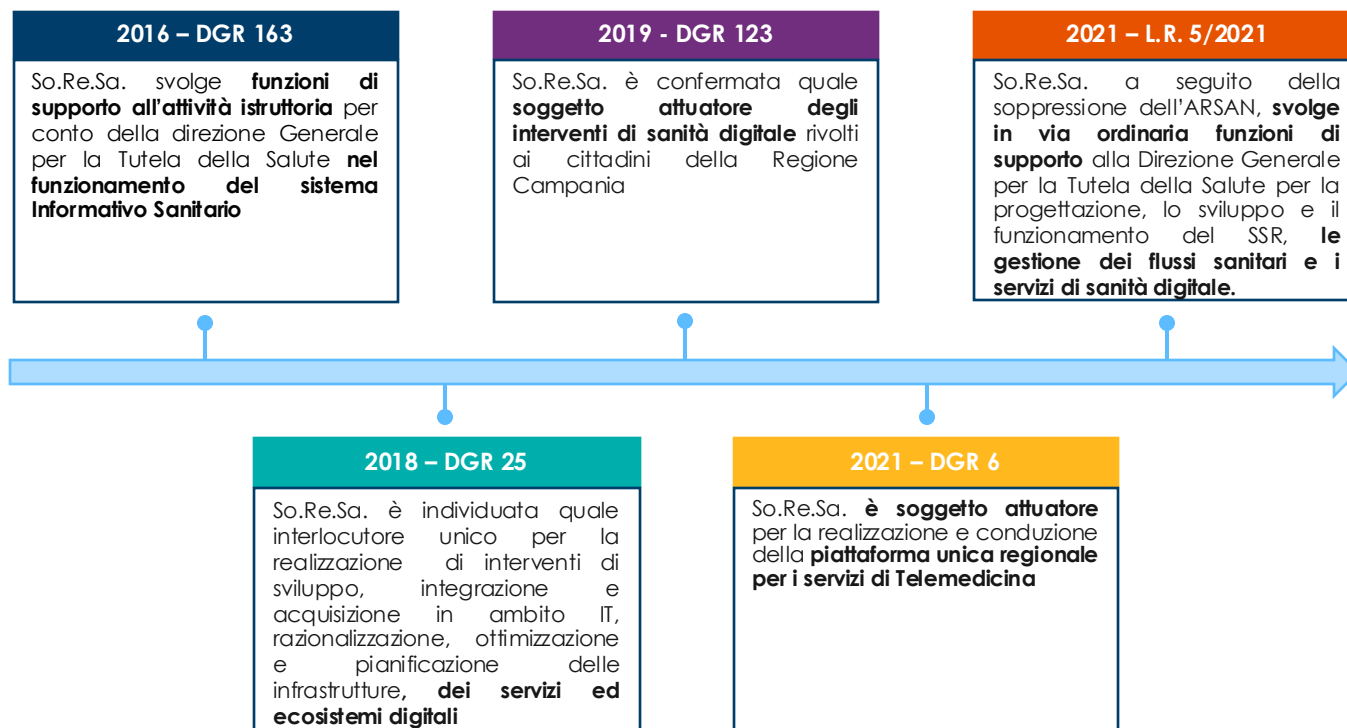 2016 – DGR 163
So.Re.Sa. svolge funzioni di
supporto all'attività istruttoria per
conto della direzione Generale
per la Tutela della Salute nel
funzionamento del sistema
Informativo Sanitario
2019 - DGR 123
So.Re.Sa. è confermata quale
soggetto attuatore degli
interventi di sanità digitale rivolti
ai cittadini della Regione
Campania
2021 – L.R. 5/2021
So.Re.Sa. a seguito della
soppressione dell'ARSAN, svolge
in via ordinaria funzioni di
supporto alla Direzione Generale
per la Tutela della Salute per la
progettazione, lo sviluppo e il
funzionamento del SSR, le
gestione dei flussi sanitari e i
servizi di sanità digitale.
2018 – DGR 25
So.Re.Sa. è individuata quale
interlocutore unico per la
realizzazione di interventi di
sviluppo, integrazione e
acquisizione in ambito IT,
razionalizzazione, ottimizzazione
e pianificazione delle
infrastrutture, dei servizi ed
ecosistemi digitali
2021 – DGR 6
So.Re.Sa. è soggetto attuatore
per la realizzazione e conduzione
della piattaforma unica regionale
per i servizi di Telemedicina